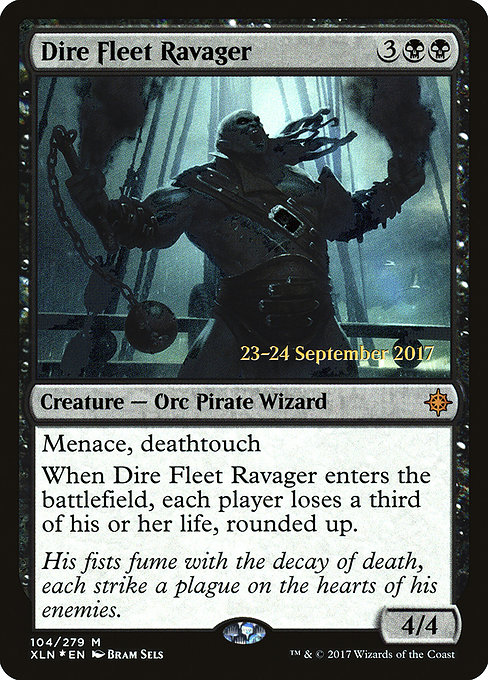 Dire Fleet Ravager 3
23–24 September 2017
Creature — Orc Pirate Wizard
Menace, deathtouch
When Dire Fleet Ravager enters the
battlefield, each player loses a third
of his or her life, rounded up.
His fists fume with the decay of death,
each strike a plague on the hearts of his
enemies.
4/4
104/279 M
XLN EN Bram Sels
™ & © 2017 Wizards of the Coast